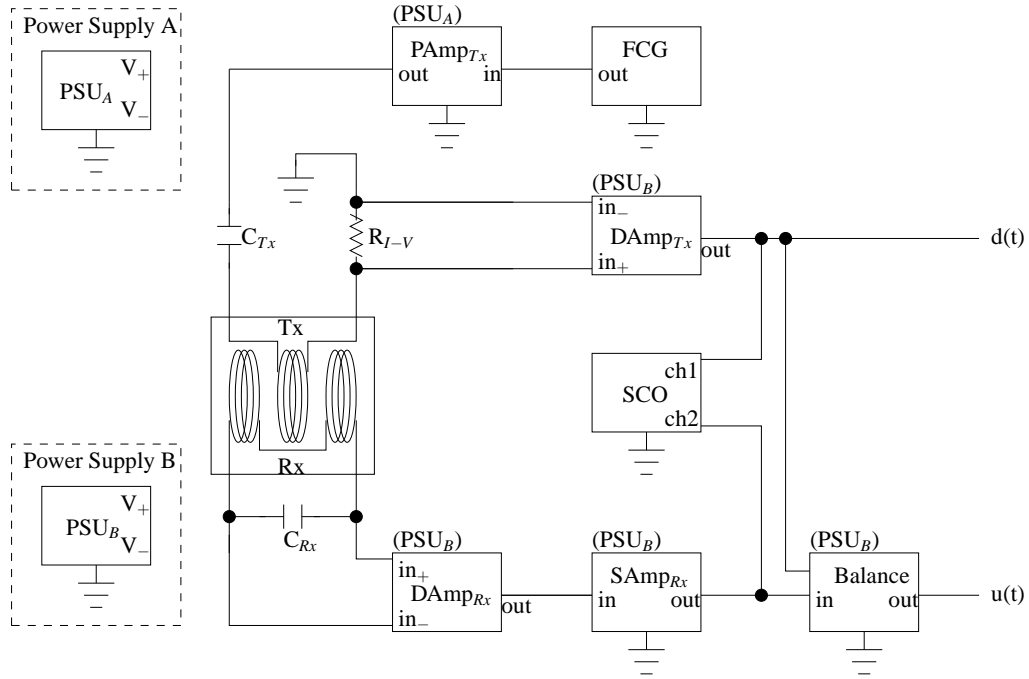 Power Supply A
V+
PSU_A
V−
(PSU_A)
PAmp_Tx
out in
FCG
out
(PSU_B)
in−
DAmp_Tx
out
in+
d(t)
C_Tx
R_I−V
Tx
Rx
ch1
SCO
ch2
Power Supply B
V+
PSU_B
V−
C_Rx
(PSU_B)
in+
DAmp_Rx
out
in−
(PSU_B)
SAmp_Rx
in out
(PSU_B)
Balance
in out
u(t)